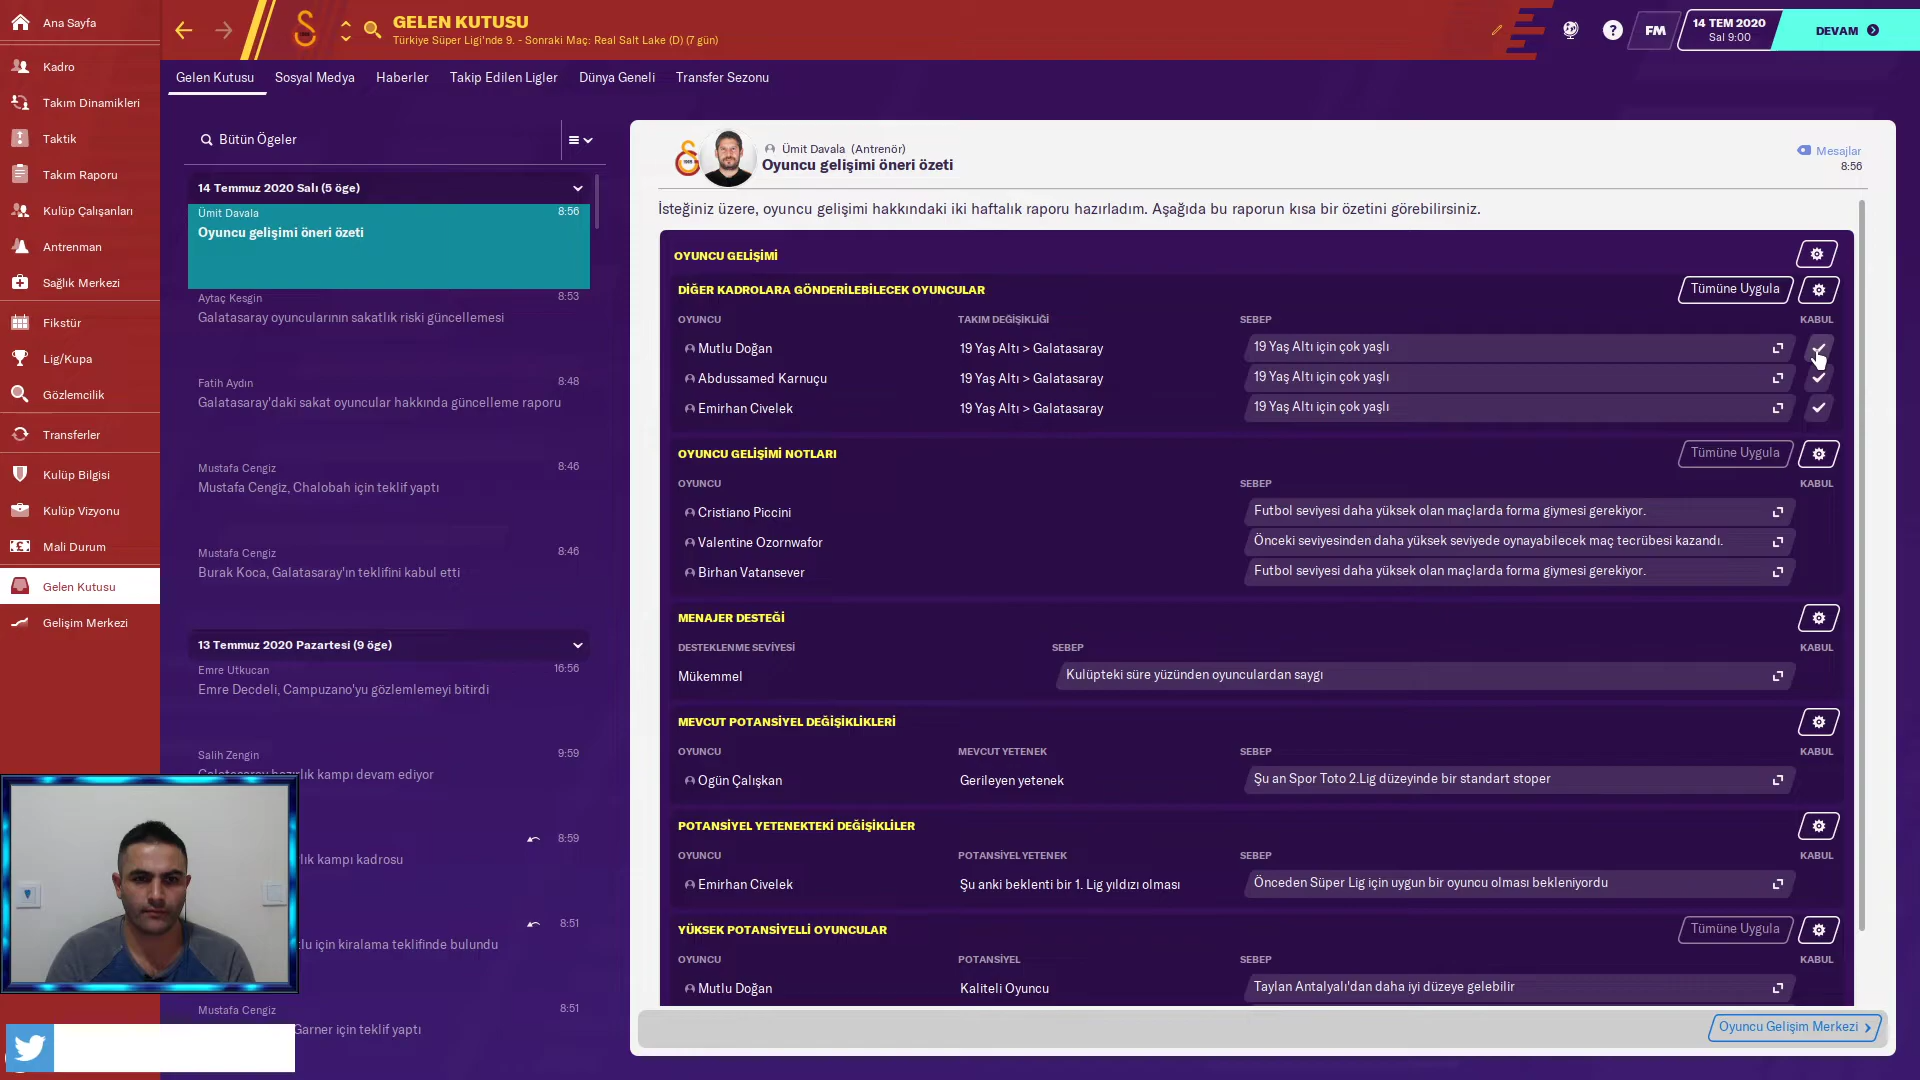 Ana Sayfa
Kadro
Takım Dinamikleri
Taktik
Takım Raporu
Kulüp Çalışanları
Antrenman
Sağlık Merkezi
Fikstür
Lig/Kupa
Gözlemcilik
Transferler
Kulüp Bilgisi
Kulüp Vizyonu
Mali Durum
Gelen Kutusu
Gelişim Merkezi
GELEN KUTUSU
Türkiye Süper Ligi'nde 9. - Sonraki Maç: Real Salt Lake (D) (7 gün)
?
FM
14 TEM 2020
Sal 9:00
DEVAM
Gelen Kutusu Sosyal Medya Haberler Takip Edilen Ligler Dünya Geneli Transfer Sezonu
Bütün Ögeler
14 Temmuz 2020 Salı (5 öge)
Ümit Davala 8:56
Oyuncu gelişimi öneri özeti
Aytaç Kesgin 8:53
Galatasaray oyuncularının sakatlık riski güncellemesi
Fatih Aydın 8:48
Galatasaray'daki sakat oyuncular hakkında güncelleme raporu
Mustafa Cengiz 8:46
Mustafa Cengiz, Chalobah için teklif yaptı
Mustafa Cengiz 8:46
Burak Koca, Galatasaray'ın teklifini kabul etti
13 Temmuz 2020 Pazartesi (9 öge)
Emre Utkucan 16:56
Emre Decdeli, Campuzano'yu gözlemlemeyi bitirdi
Salih Zengin 9:59
Galatasaray hazırlık kampı devam ediyor
8:59
lık kampı kadrosu
8:51
tlu için kiralama teklifinde bulundu
Mustafa Cengiz 8:51
Garner için teklif yaptı
Ümit Davala (Antrenör)
Oyuncu gelişimi öneri özeti
Mesajlar
8:56
İsteğiniz üzere, oyuncu gelişimi hakkındaki iki haftalık raporu hazırladım. Aşağıda bu raporun kısa bir özetini görebilirsiniz.
OYUNCU GELİŞİMİ
DİĞER KADROLARA GÖNDERİLEBİLECEK OYUNCULAR Tümüne Uygula
OYUNCU TAKIM DEĞİŞİKLİĞİ SEBEP KABUL
Mutlu Doğan 19 Yaş Altı > Galatasaray 19 Yaş Altı için çok yaşlı
Abdussamed Karnuçu 19 Yaş Altı > Galatasaray 19 Yaş Altı için çok yaşlı
Emirhan Civelek 19 Yaş Altı > Galatasaray 19 Yaş Altı için çok yaşlı
OYUNCU GELİŞİMİ NOTLARI Tümüne Uygula
OYUNCU SEBEP KABUL
Cristiano Piccini Futbol seviyesi daha yüksek olan maçlarda forma giymesi gerekiyor.
Valentine Ozornwafor Önceki seviyesinden daha yüksek seviyede oynayabilecek maç tecrübesi kazandı.
Birhan Vatansever Futbol seviyesi daha yüksek olan maçlarda forma giymesi gerekiyor.
MENAJER DESTEĞİ
DESTEKLENME SEVİYESİ SEBEP KABUL
Mükemmel Kulüpteki süre yüzünden oyunculardan saygı
MEVCUT POTANSİYEL DEĞİŞİKLİKLERİ
OYUNCU MEVCUT YETENEK SEBEP KABUL
Ogün Çalışkan Gerileyen yetenek Şu an Spor Toto 2.Lig düzeyinde bir standart stoper
POTANSİYEL YETENEKTEKİ DEĞİŞİKLİLER
OYUNCU POTANSİYEL YETENEK SEBEP KABUL
Emirhan Civelek Şu anki beklenti bir 1. Lig yıldızı olması Önceden Süper Lig için uygun bir oyuncu olması bekleniyordu
YÜKSEK POTANSİYELLİ OYUNCULAR Tümüne Uygula
OYUNCU POTANSİYEL SEBEP KABUL
Mutlu Doğan Kaliteli Oyuncu Taylan Antalyalı'dan daha iyi düzeye gelebilir
Oyuncu Gelişim Merkezi